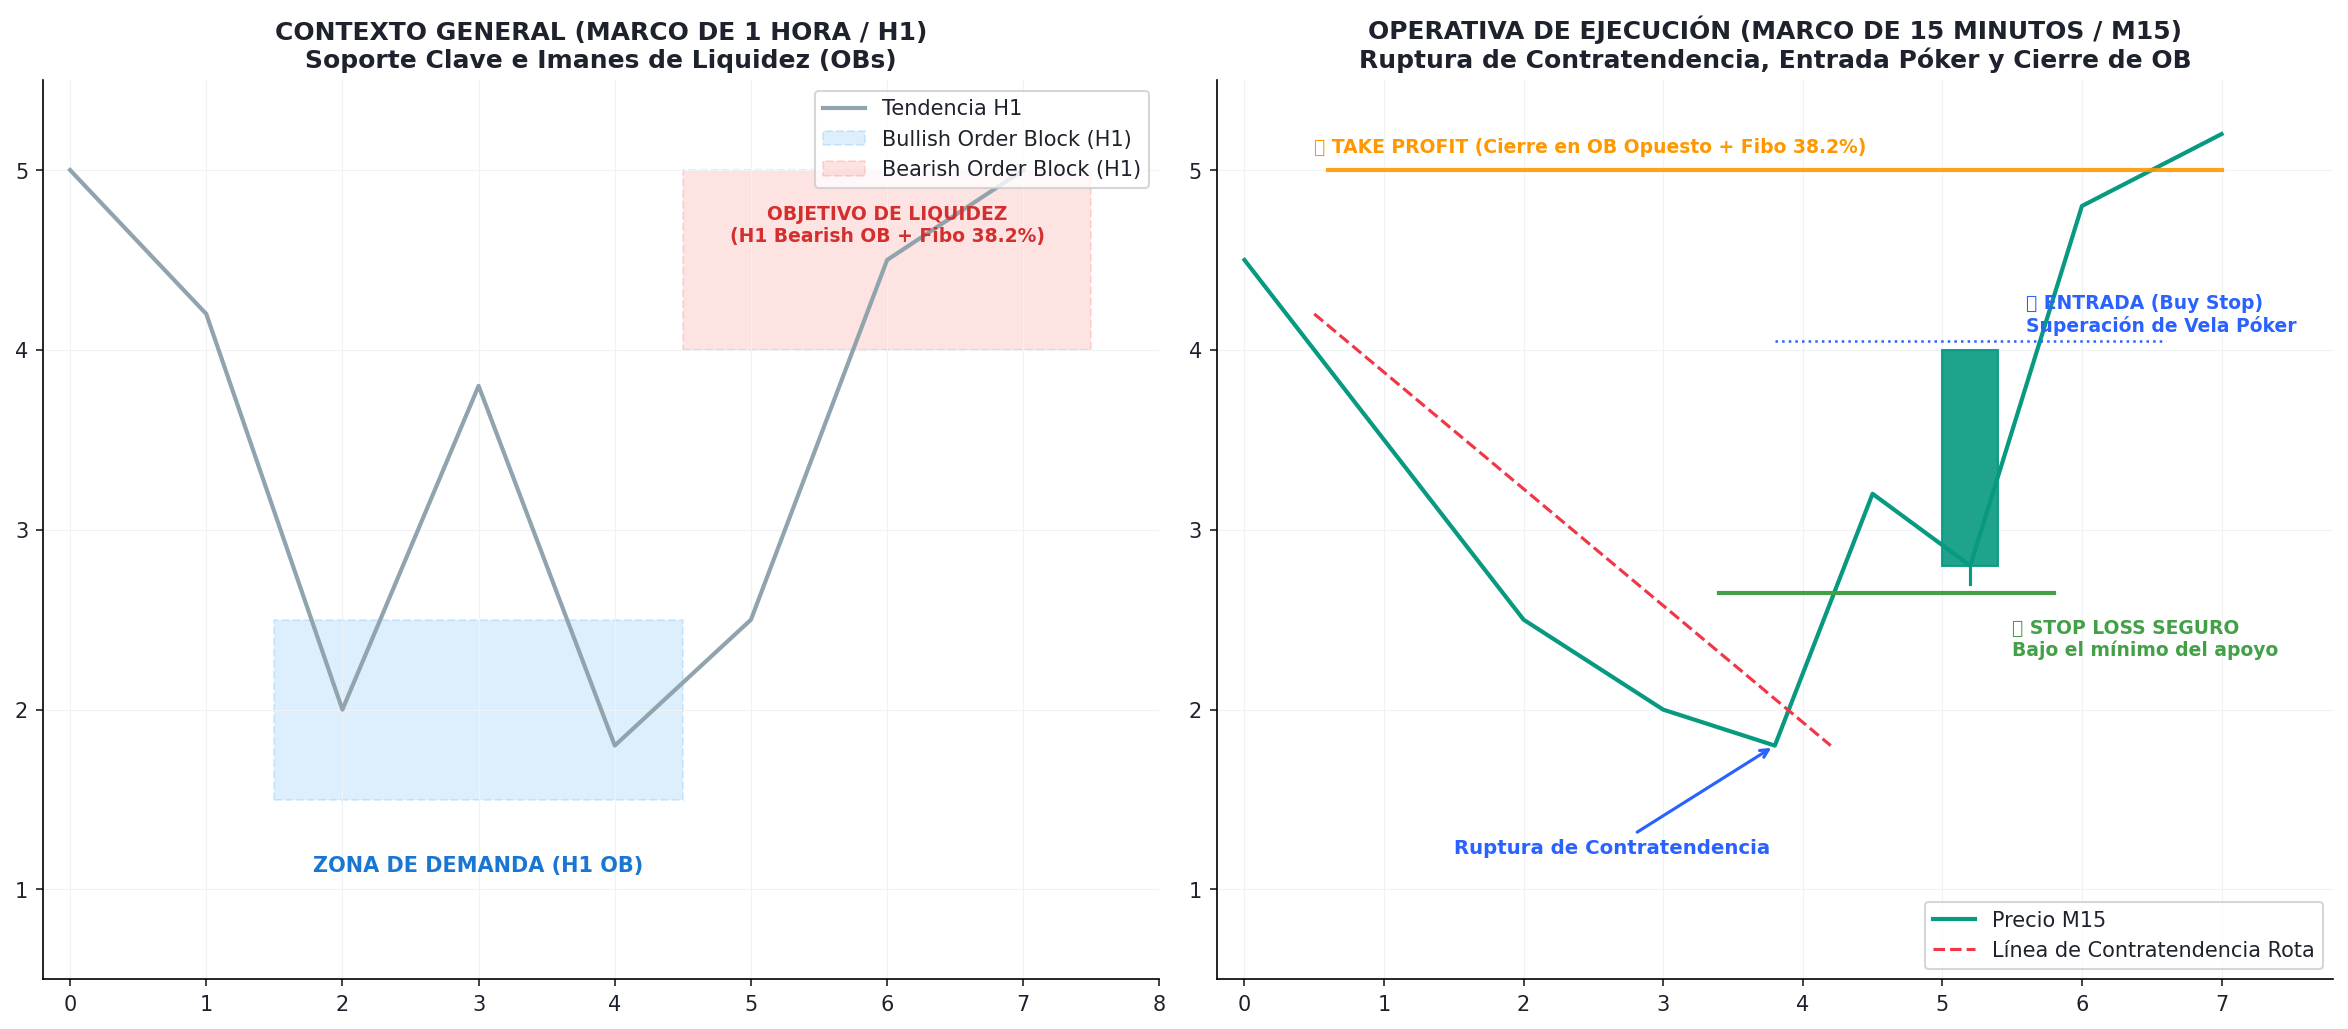 CONTEXTO GENERAL (MARCO DE 1 HORA / H1)
Soporte Clave e Imanes de Liquidez (OBs)
Tendencia H1
Bullish Order Block (H1)
Bearish Order Block (H1)
OBJETIVO DE LIQUIDEZ
(H1 Bearish OB + Fibo 38.2%)
ZONA DE DEMANDA (H1 OB)
5
4
3
2
1
0 1 2 3 4 5 6 7 8
OPERATIVA DE EJECUCIÓN (MARCO DE 15 MINUTOS / M15)
Ruptura de Contratendencia, Entrada Póker y Cierre de OB
TAKE PROFIT (Cierre en OB Opuesto + Fibo 38.2%)
ENTRADA (Buy Stop)
Superación de Vela Póker
STOP LOSS SEGURO
Bajo el mínimo del apoyo
Ruptura de Contratendencia
Precio M15
Línea de Contratendencia Rota
5
4
3
2
1
0 1 2 3 4 5 6 7